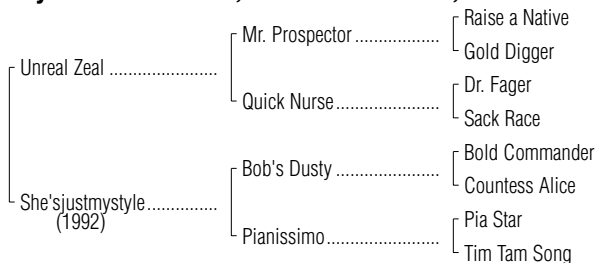 Raise a Native
Mr. Prospector ..................
Gold Digger
Unreal Zeal .......................
Dr. Fager
Quick Nurse......................
Sack Race
Bold Commander
Bob's Dusty ......................
Countess Alice
She'sjustmystyle...............
(1992)
Pia Star
Pianissimo........................
Tim Tam Song